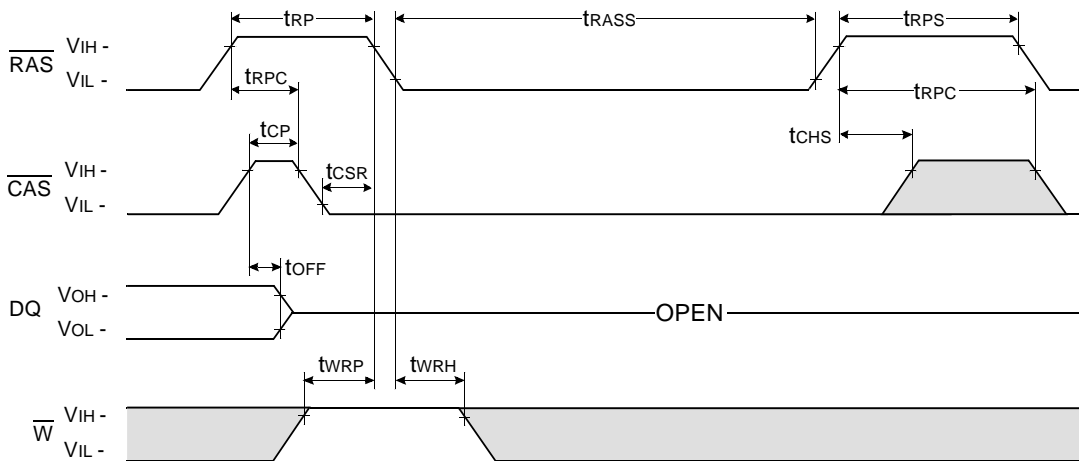 tRP
tRASS
tRPS
RAS
VIH -
VIL -
tRPC
tRPC
tCP
tCHS
CAS
VIH -
VIL -
tCSR
tOFF
DQ
VOH -
VOL -
OPEN
tWRP
tWRH
W
VIH -
VIL -